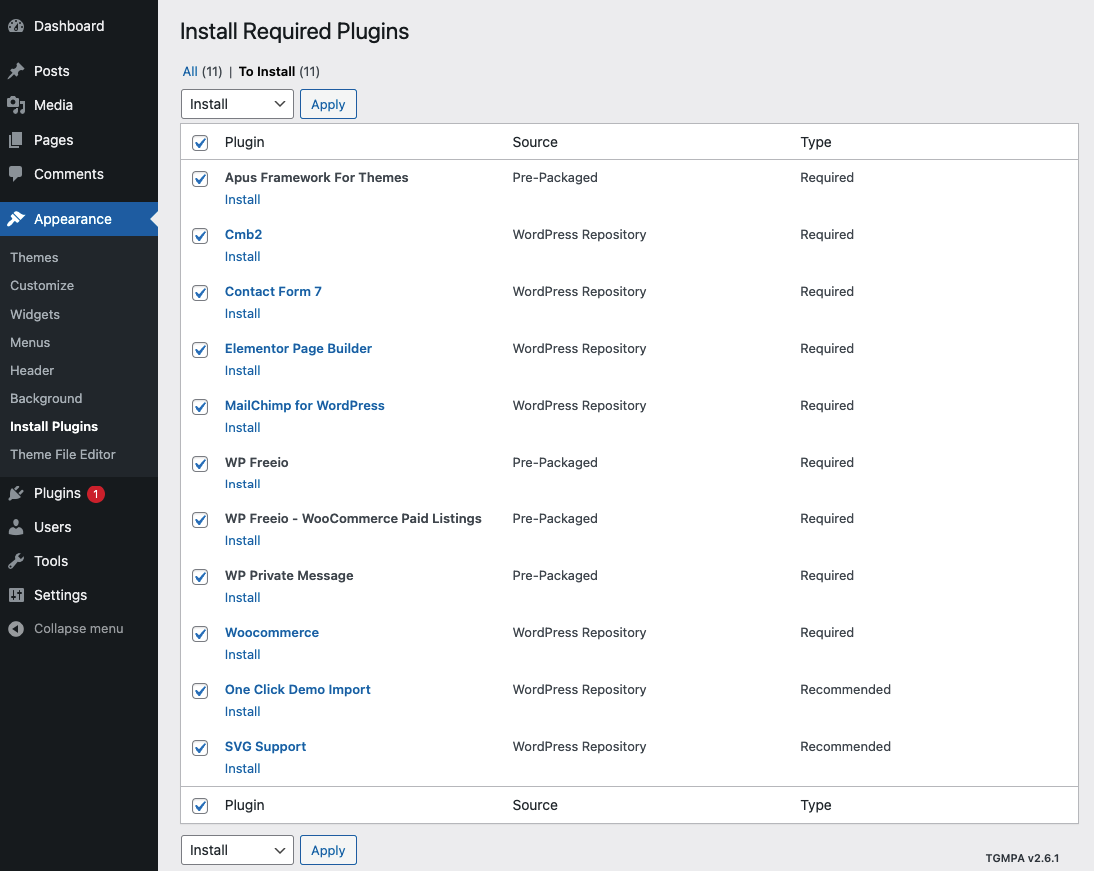 Dashboard
Posts
Media
Pages
Comments
Appearance
Themes
Customize
Widgets
Menus
Header
Background
Install Plugins
Theme File Editor
Plugins 1
Users
Tools
Settings
Collapse menu
Install Required Plugins
All (11) | To Install (11)
Install Apply
Plugin Source Type
Apus Framework For Themes Pre-Packaged Required
Install
Cmb2 WordPress Repository Required
Install
Contact Form 7 WordPress Repository Required
Install
Elementor Page Builder WordPress Repository Required
Install
MailChimp for WordPress WordPress Repository Required
Install
WP Freeio Pre-Packaged Required
Install
WP Freeio - WooCommerce Paid Listings Pre-Packaged Required
Install
WP Private Message Pre-Packaged Required
Install
Woocommerce WordPress Repository Required
Install
One Click Demo Import WordPress Repository Recommended
Install
SVG Support WordPress Repository Recommended
Install
Plugin Source Type
Install Apply
TGMPA v2.6.1